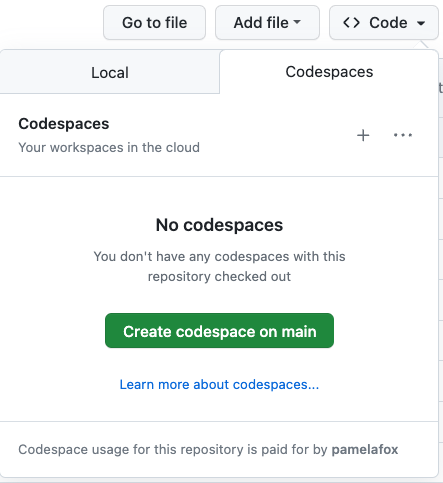 Go to file
Add file
<> Code
Local
Codespaces
Codespaces
Your workspaces in the cloud
No codespaces
You don't have any codespaces with this
repository checked out
Create codespace on main
Learn more about codespaces...
Codespace usage for this repository is paid for by pamelafox